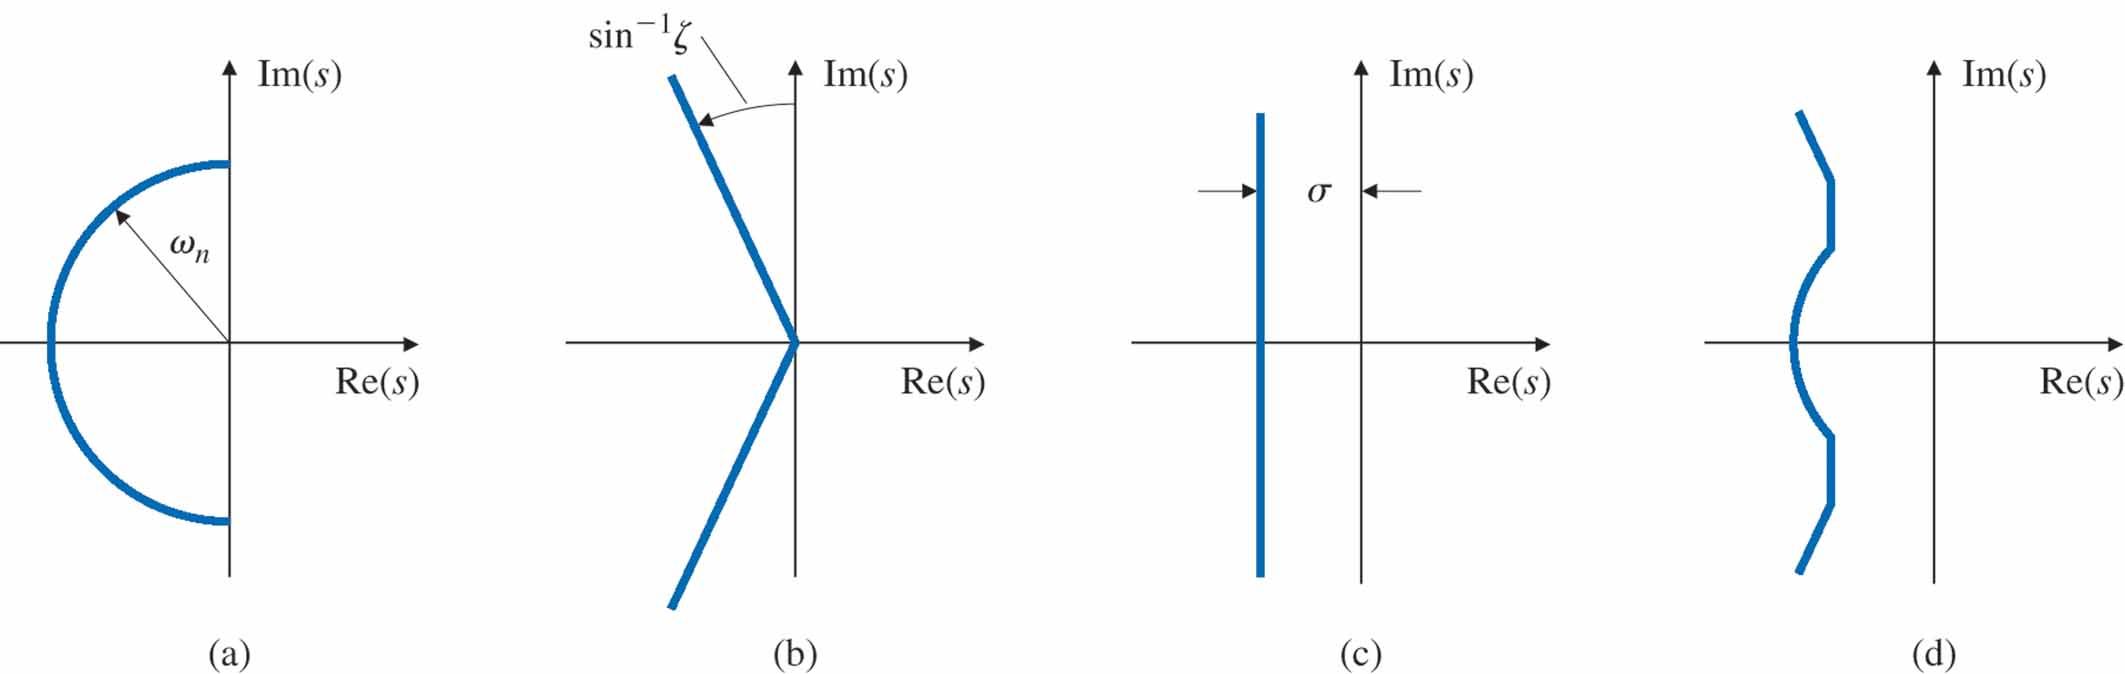 sin⁻¹ζ
Im(s)
Im(s)
Im(s)
Im(s)
σ
ωₙ
Re(s)
Re(s)
Re(s)
Re(s)
(a)
(b)
(c)
(d)